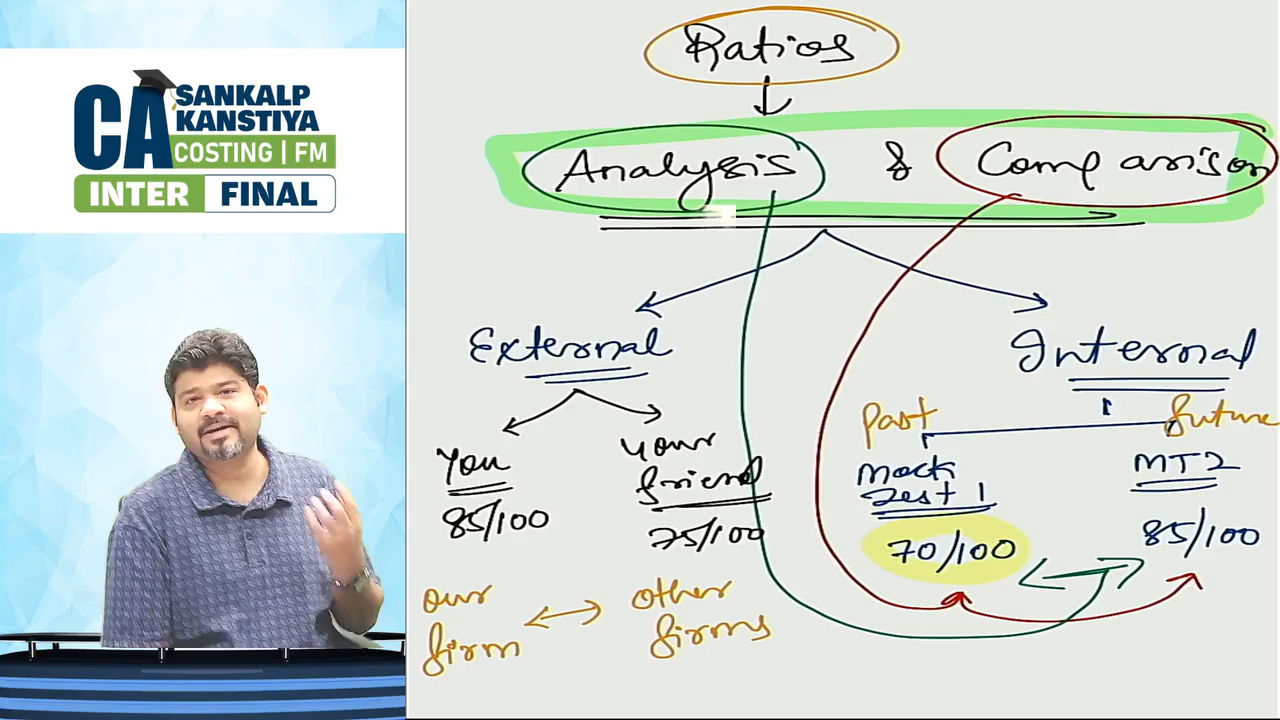 CA SANKALP
KANSTIYA
COSTING | FM
INTER FINAL
Ratios
Analysis & Comparison
External
Internal
You
85/100
your
friend
75/100
our
firm
other
firms
Past
future
Mock
Test 1
70/100
MT2
85/100